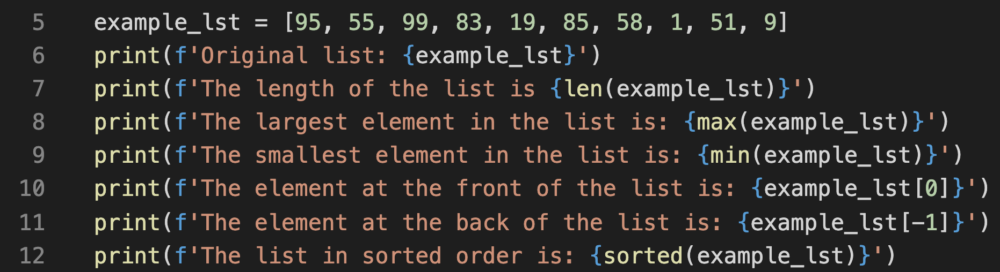 5 example_lst = [95, 55, 99, 83, 19, 85, 58, 1, 51, 9]
6 print(f'Original list: {example_lst}')
7 print(f'The length of the list is {len(example_lst)}')
8 print(f'The largest element in the list is: {max(example_lst)}')
9 print(f'The smallest element in the list is: {min(example_lst)}')
10 print(f'The element at the front of the list is: {example_lst[0]}')
11 print(f'The element at the back of the list is: {example_lst[-1]}')
12 print(f'The list in sorted order is: {sorted(example_lst)}')